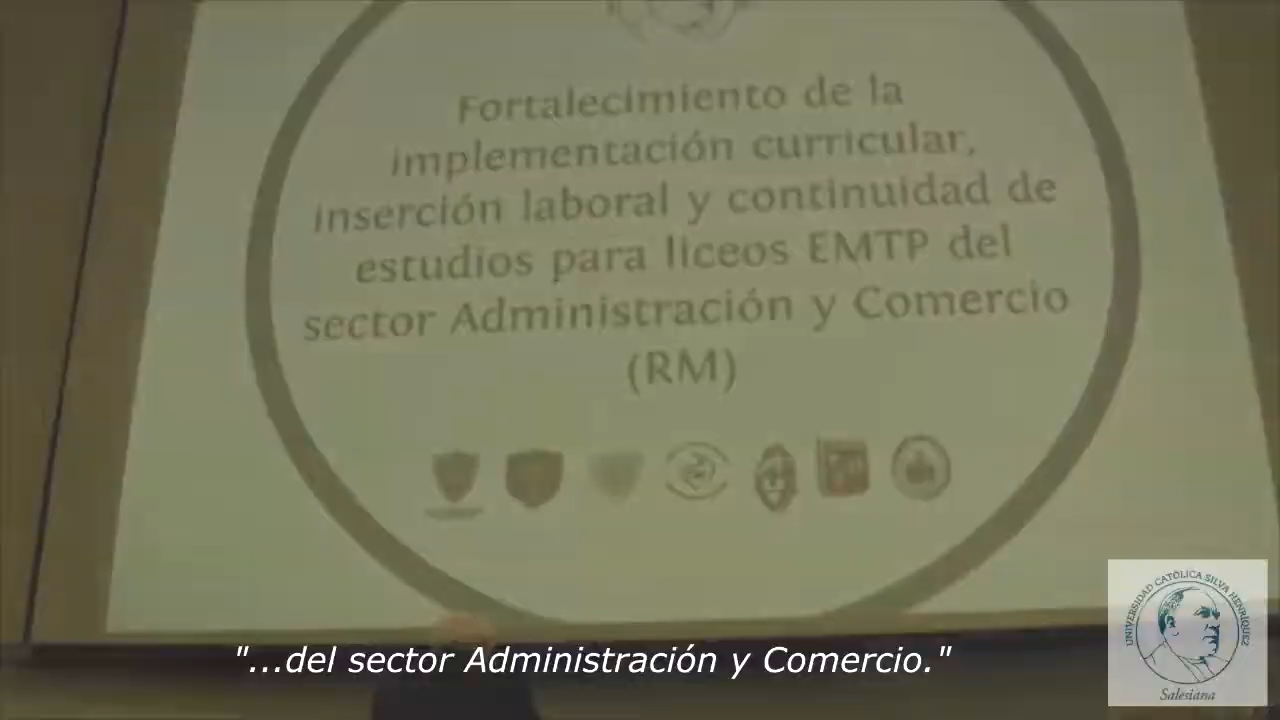 Fortalecimiento de la
implementación curricular,
inserción laboral y continuidad de
estudios para liceos EMTP del
sector Administración y Comercio
(RM)
"...del sector Administración y Comercio."
UNIVERSIDAD CATÓLICA SILVA HENRÍQUEZ
Salesiana